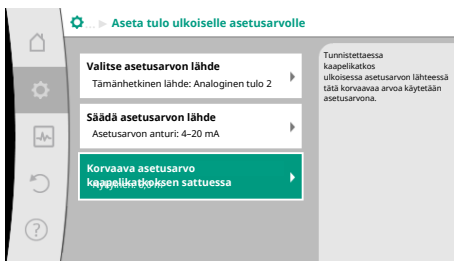 ... Aseta tulo ulkoiselle asetusarvolle
Valitse asetusarvon lähde
Tämänhetkinen lähde: Analoginen tulo 2
Säädä asetusarvon lähde
Asetusarvon anturi: 4–20 mA
Korvaava asetusarvo
kaapelikatkoksen sattuessa
Tunnistettaessa
kaapelikatkos
ulkoisessa asetusarvon lähteessä
tätä korvaavaa arvoa käytetään
asetusarvona.
?